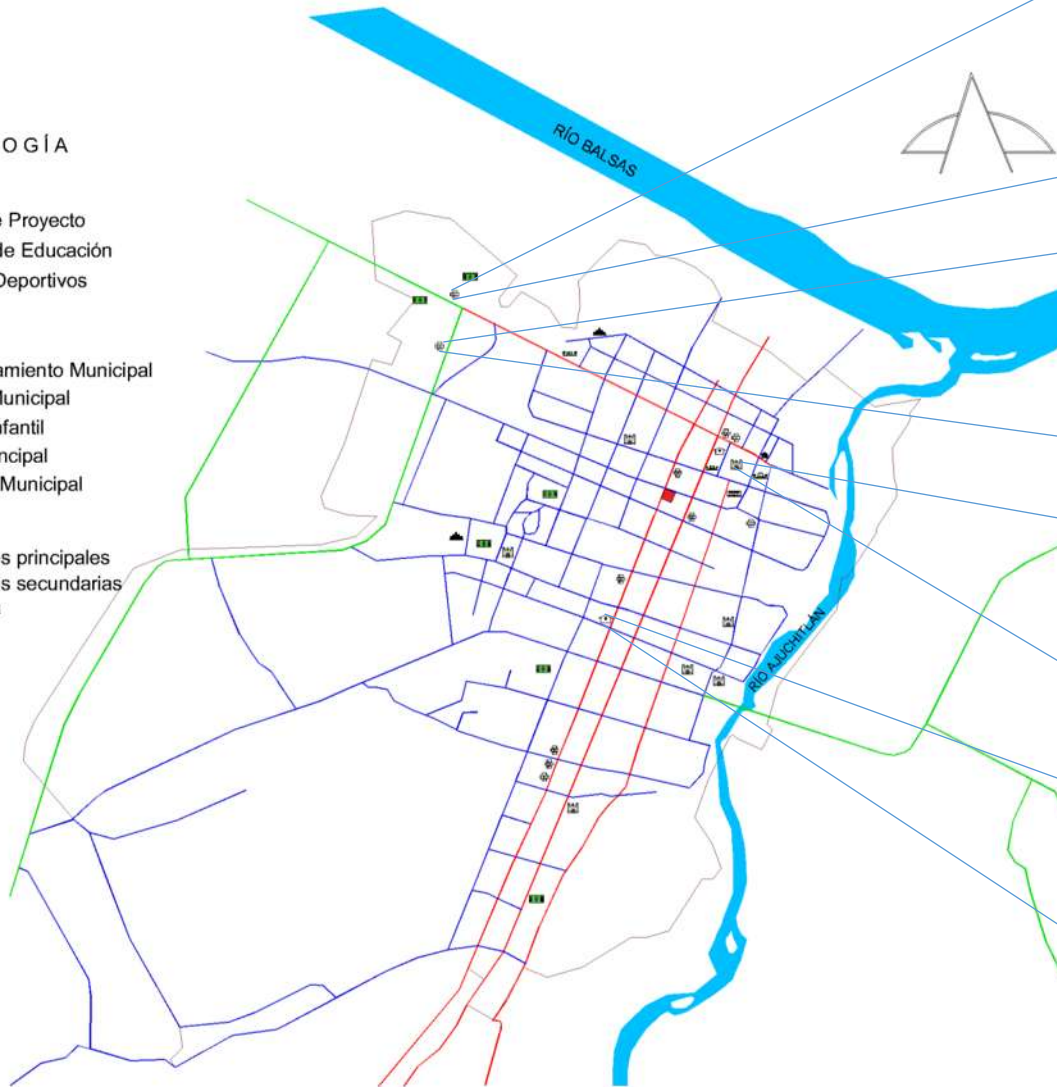 O G Í A
e Proyecto
de Educación
Deportivos
amiento Municipal
Municipal
nfantil
ncipal
Municipal
s principales
s secundarias
RÍO BALSAS
RÍO AJUCHITLÁN